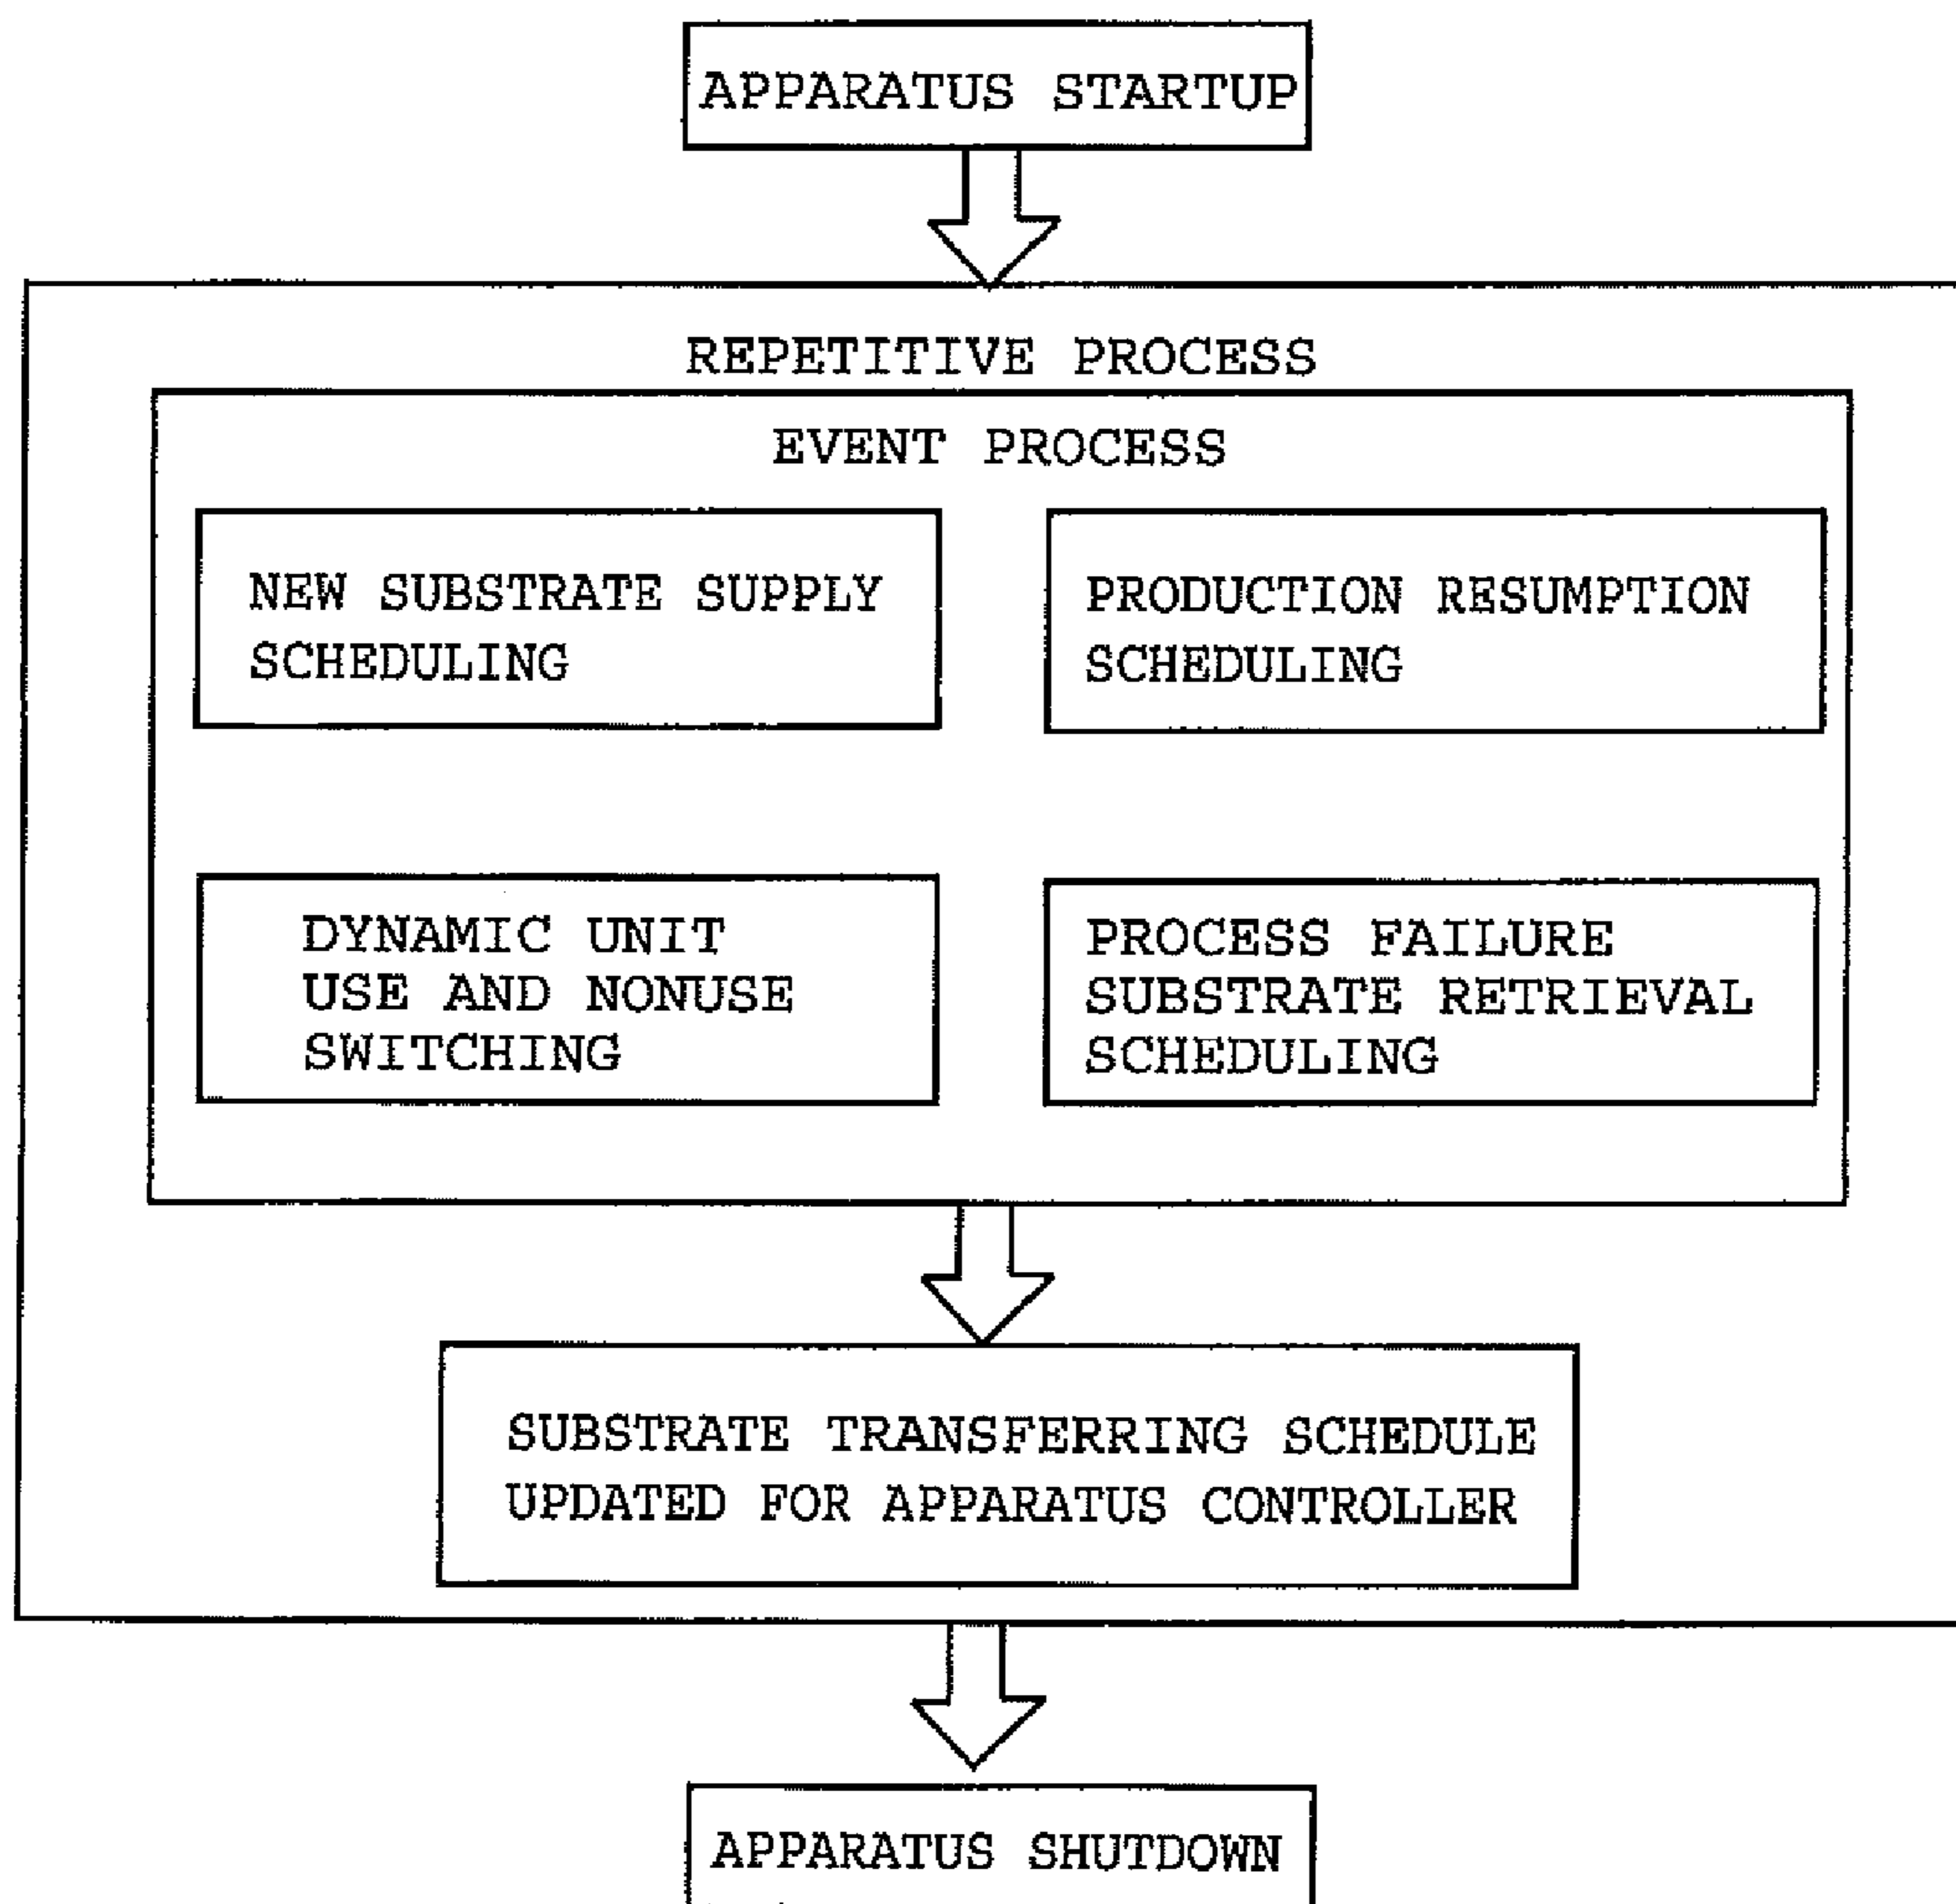 APPARATUS STARTUP
REPETITIVE PROCESS
EVENT PROCESS
NEW SUBSTRATE SUPPLY
SCHEDULING
PRODUCTION RESUMPTION
SCHEDULING
DYNAMIC UNIT
USE AND NONUSE
SWITCHING
PROCESS FAILURE
SUBSTRATE RETRIEVAL
SCHEDULING
SUBSTRATE TRANSFERRING SCHEDULE
UPDATED FOR APPARATUS CONTROLLER
APPARATUS SHUTDOWN